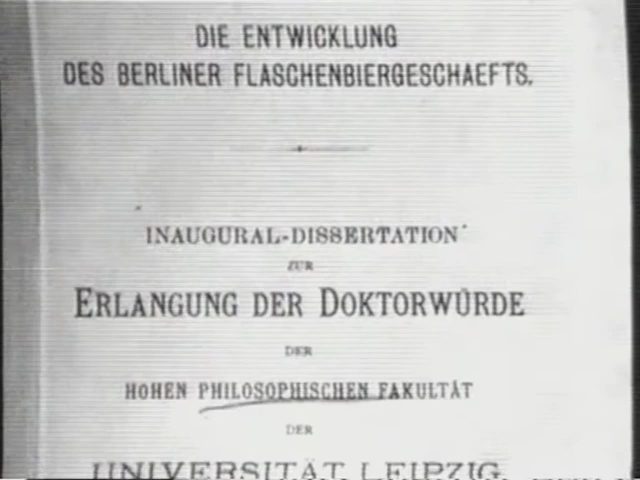 DIE ENTWICKLUNG
DES BERLINER FLASCHENBIERGESCHAEFTS.
INAUGURAL-DISSERTATION
ZUR
ERLANGUNG DER DOKTORWÜRDE
DER
HOHEN PHILOSOPHISCHEN FAKULTÄT
DER
UNIVERSITÄT LEIPZIG